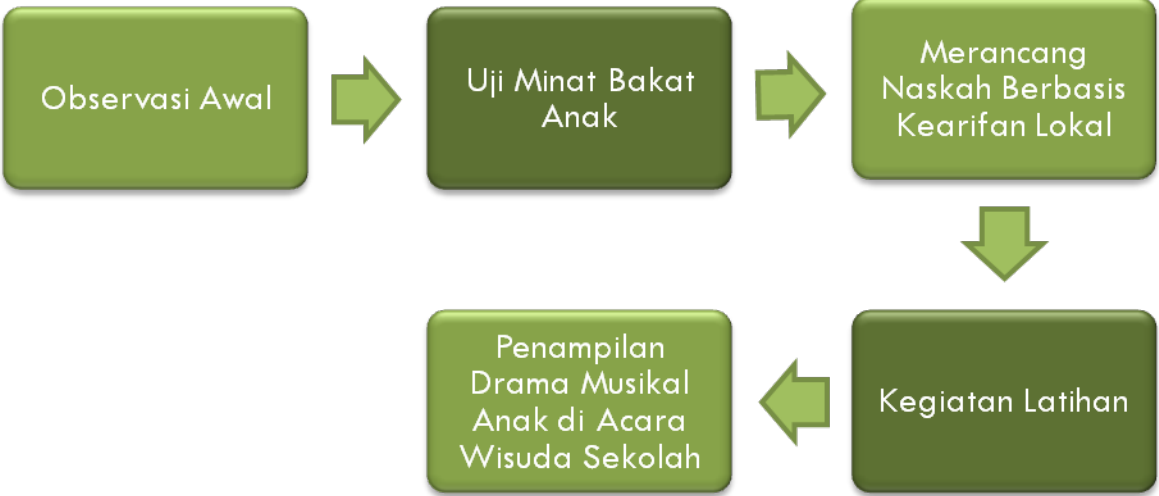 Observasi Awal
Uji Minat Bakat
Anak
Merancang
Naskah Berbasis
Kearifan Lokal
Kegiatan Latihan
Penampilan
Drama Musikal
Anak di Acara
Wisuda Sekolah